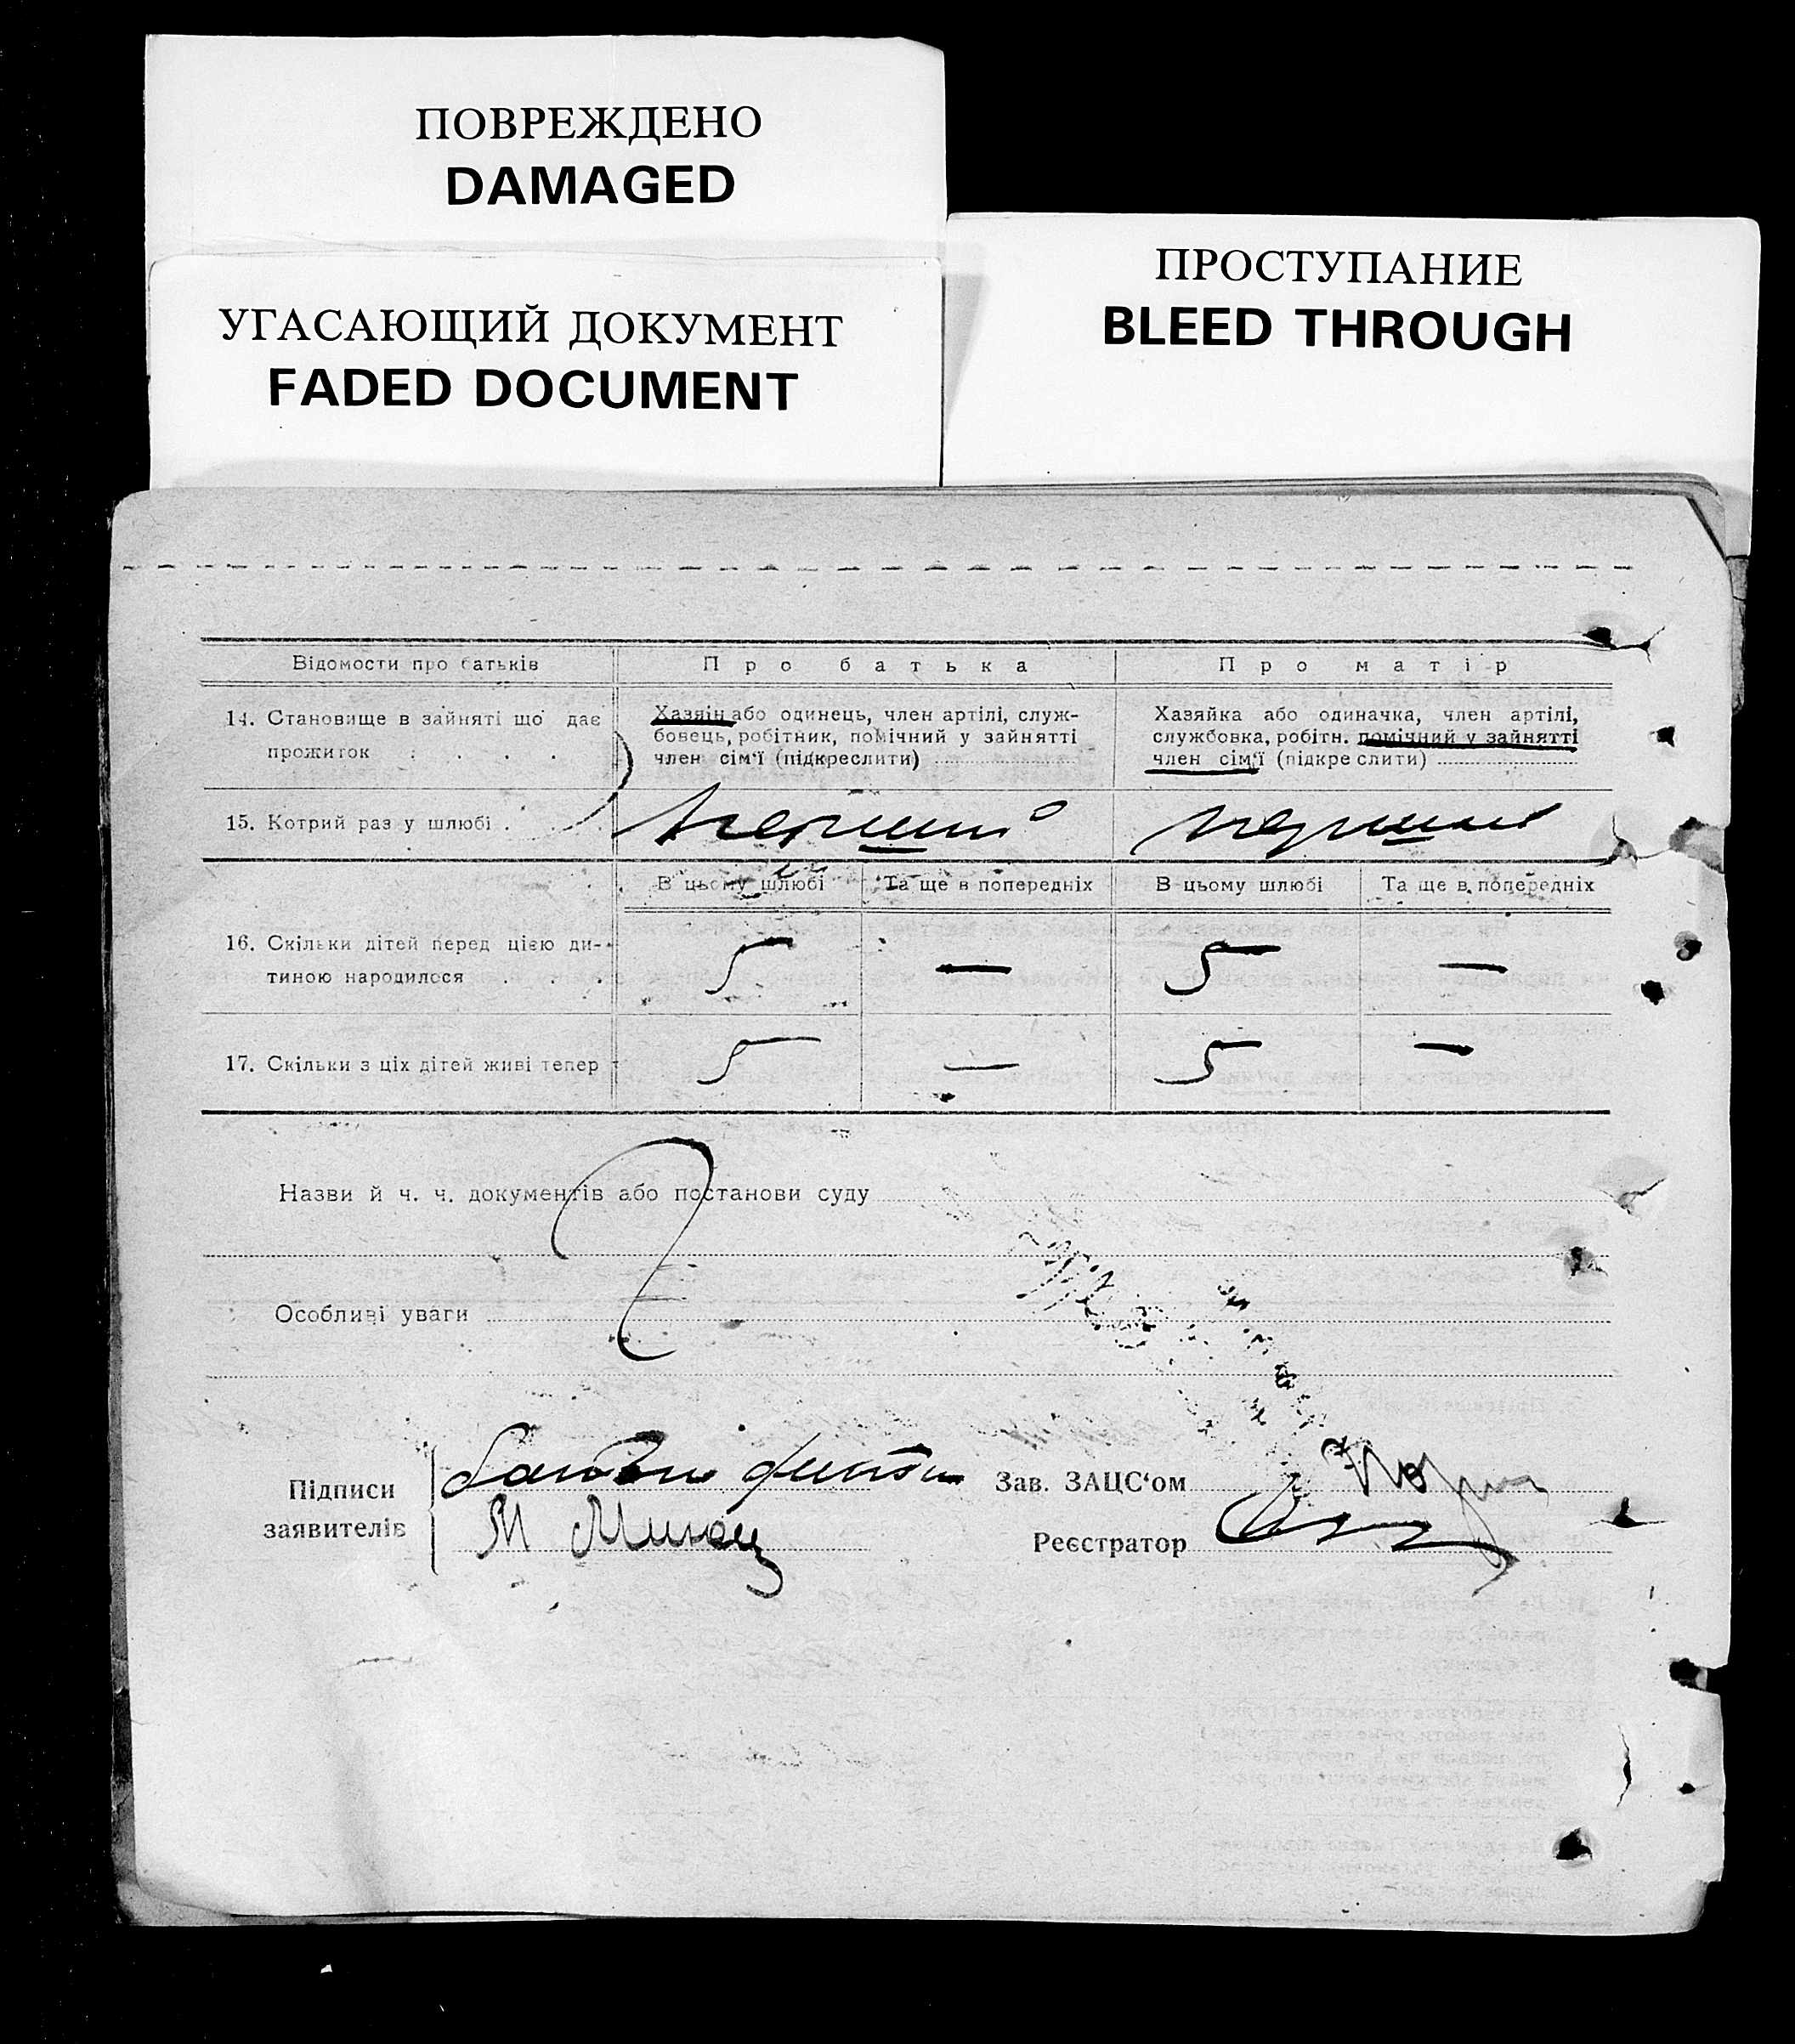 ПОВРЕЖДЕНО
DAMAGED
УГАСАЮЩИЙ ДОКУМЕНТ
FADED DOCUMENT
ПРОСТУПАНИЕ
BLEED THROUGH
Відомости про батьків
Про батька
Про матір
14. Становище в зайняті що дає
прожиток . . . .
Хазяїн або одинець, член артілі, служ-
бовець, робітник, помічний у зайнятті
член сім'ї (підкреслити)
Хазяйка або одиначка, член артілі,
службовка, робітн. помічний у зайнятті
член сім'ї (підкреслити)
15. Котрий раз у шлюбі . . . .
перший
перший
В цьому шлюбі
Та ще в попередніх
В цьому шлюбі
Та ще в попередніх
16. Скільки дітей перед цією ди-
тиною народилося . . .
5 — 5 —
17. Скільки з ціх дітей живі тепер
5 — 5 —
Назви й ч. ч. документів або постанови суду
Особливі уваги
Підписи
заявителів
М
Зав. ЗАЦС'ом
Реєстратор